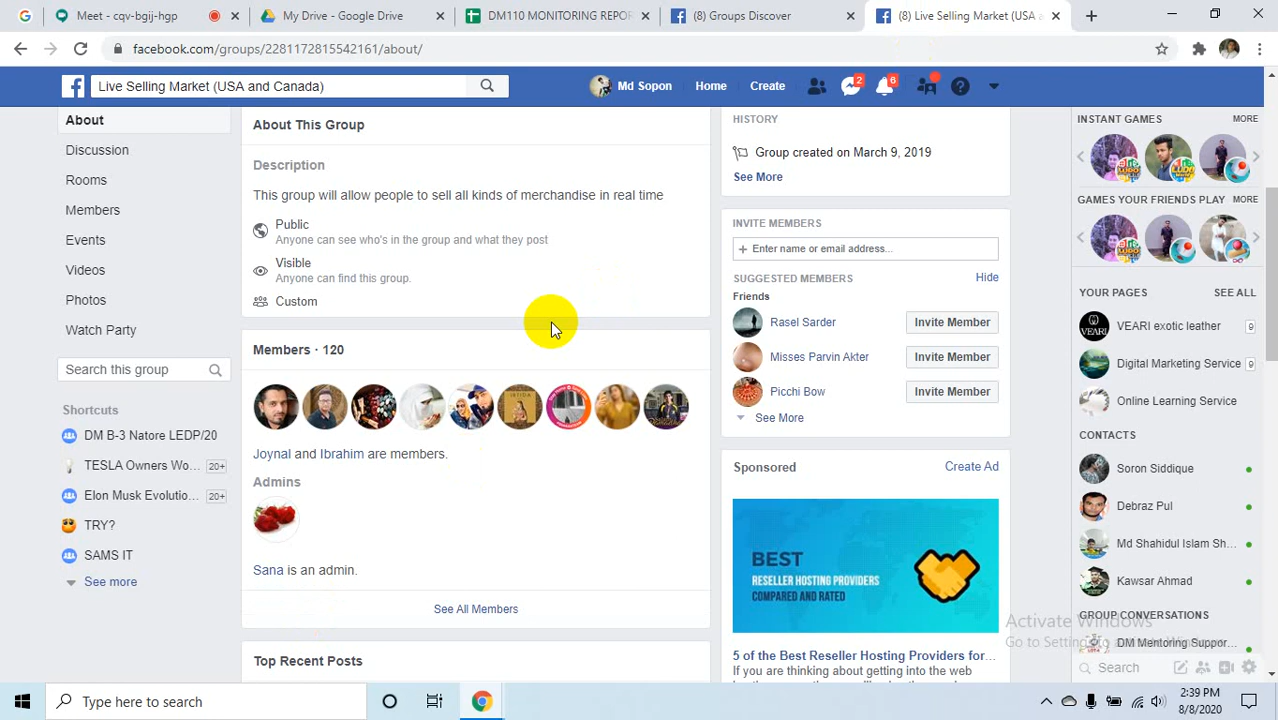 Meet - cqv-bgij-hgp
My Drive - Google Drive
DM110 MONITORING REPOR
(8) Groups Discover
(8) Live Selling Market (USA a
facebook.com/groups/2281172815542161/about/
Live Selling Market (USA and Canada)
Md Sopon
Home
Create
2
6
About
Discussion
Rooms
Members
Events
Videos
Photos
Watch Party
Search this group
Shortcuts
DM B-3 Natore LEDP/20
TESLA Owners Wo... 20+
Elon Musk Evolutio... 20+
TRY?
SAMS IT
See more
About This Group
Description
This group will allow people to sell all kinds of merchandise in real time
Public
Anyone can see who's in the group and what they post
Visible
Anyone can find this group.
Custom
Members · 120
Joynal and Ibrahim are members.
Admins
Sana is an admin.
See All Members
Top Recent Posts
HISTORY
Group created on March 9, 2019
See More
INVITE MEMBERS
+ Enter name or email address...
SUGGESTED MEMBERS Hide
Friends
Rasel Sarder Invite Member
Misses Parvin Akter Invite Member
Picchi Bow Invite Member
See More
Sponsored Create Ad
BEST
RESELLER HOSTING PROVIDERS
COMPARED AND RATED
5 of the Best Reseller Hosting Providers for...
If you are thinking about getting into the web
INSTANT GAMES MORE
GAMES YOUR FRIENDS PLAY MORE
YOUR PAGES SEE ALL
VEARI exotic leather 9
Digital Marketing Service 9
Online Learning Service
CONTACTS
Soron Siddique
Debraz Pul
Md Shahidul Islam Sh...
Kawsar Ahmad
GROUP CONVERSATIONS
DM Mentoring Suppor...
Search
Activate Windows
Go to Settings to activate Windows.
Type here to search
2:39 PM
8/8/2020